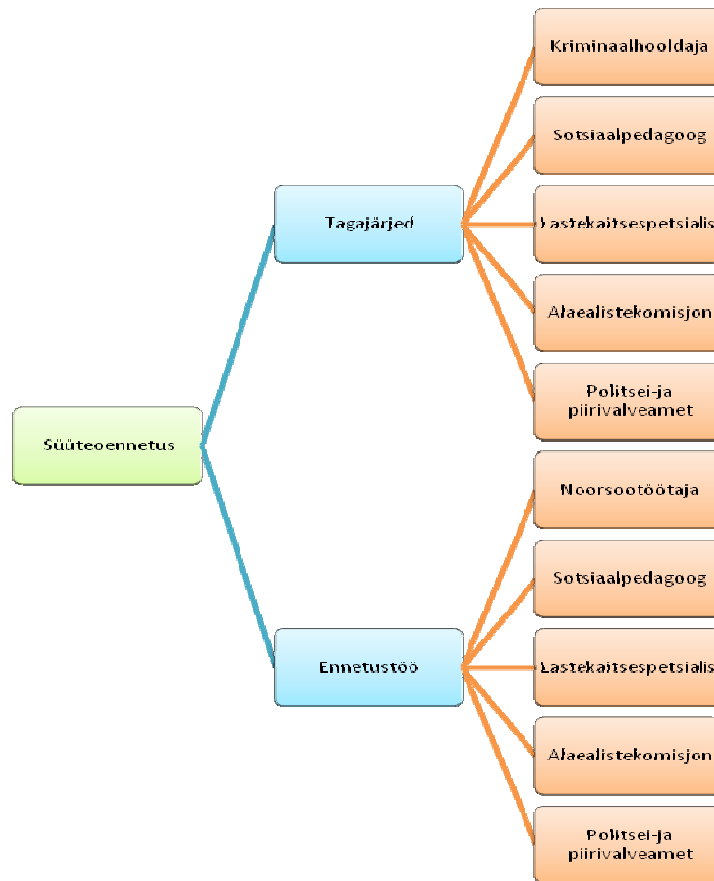 Kriminaalhooldaja
Sotsiaalpedagoog
Tagajärjed
Lastekaitsespetsialis
Alaealistekomisjon
Politsei-ja
piirivalveamet
Süüteoennetus
Noorsootöötaja
Sotsiaalpedagoog
Ennetustöö
Lastekaitsespetsialis
Alaealistekomisjon
Politsei-ja
piirivalveamet